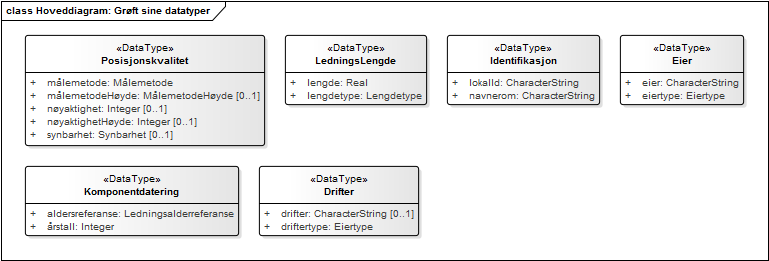 class Hoveddiagram: Grøft sine datatyper
«DataType»
Posisjonskvalitet
+ målemetode: Målemetode
+ målemetodeHøyde: MålemetodeHøyde [0..1]
+ nøyaktighet: Integer [0..1]
+ nøyaktighetHøyde: Integer [0..1]
+ synbarhet: Synbarhet [0..1]
«DataType»
LedningsLengde
+ lengde: Real
+ lengdetype: Lengdetype
«DataType»
Identifikasjon
+ lokalId: CharacterString
+ navnerom: CharacterString
«DataType»
Eier
+ eier: CharacterString
+ eiertype: Eiertype
«DataType»
Komponentdatering
+ aldersreferanse: Ledningsalderreferanse
+ årstall: Integer
«DataType»
Drifter
+ drifter: CharacterString [0..1]
+ driftertype: Eiertype